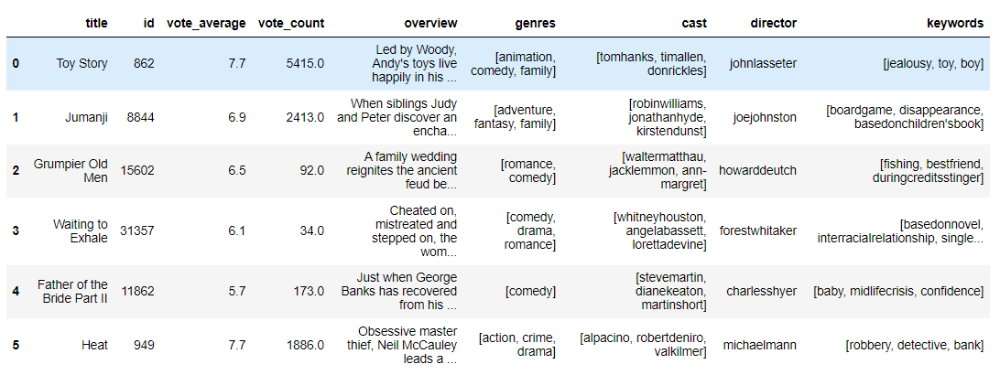 title id vote_average vote_count overview genres cast director keywords
0 Toy Story 862 7.7 5415.0 Led by Woody, Andy's toys live happily in his ... [animation, comedy, family] [tomhanks, timallen, donrickles] johnlasseter [jealousy, toy, boy]
1 Jumanji 8844 6.9 2413.0 When siblings Judy and Peter discover an encha... [adventure, fantasy, family] [robinwilliams, jonathanhyde, kirstendunst] joejohnston [boardgame, disappearance, basedonchildren'sbook]
2 Grumpier Old Men 15602 6.5 92.0 A family wedding reignites the ancient feud be... [romance, comedy] [waltermatthau, jacklemmon, ann-margret] howarddeutch [fishing, bestfriend, duringcreditsstinger]
3 Waiting to Exhale 31357 6.1 34.0 Cheated on, mistreated and stepped on, the wom... [comedy, drama, romance] [whitneyhouston, angelabassett, lorettadevine] forestwhitaker [basedonnovel, interracialrelationship, single...
4 Father of the Bride Part II 11862 5.7 173.0 Just when George Banks has recovered from his ... [comedy] [stevemartin, dianekeaton, martinshort] charlesshyer [baby, midlifecrisis, confidence]
5 Heat 949 7.7 1886.0 Obsessive master thief, Neil McCauley leads a ... [action, crime, drama] [alpacino, robertdeniro, valkilmer] michaelmann [robbery, detective, bank]